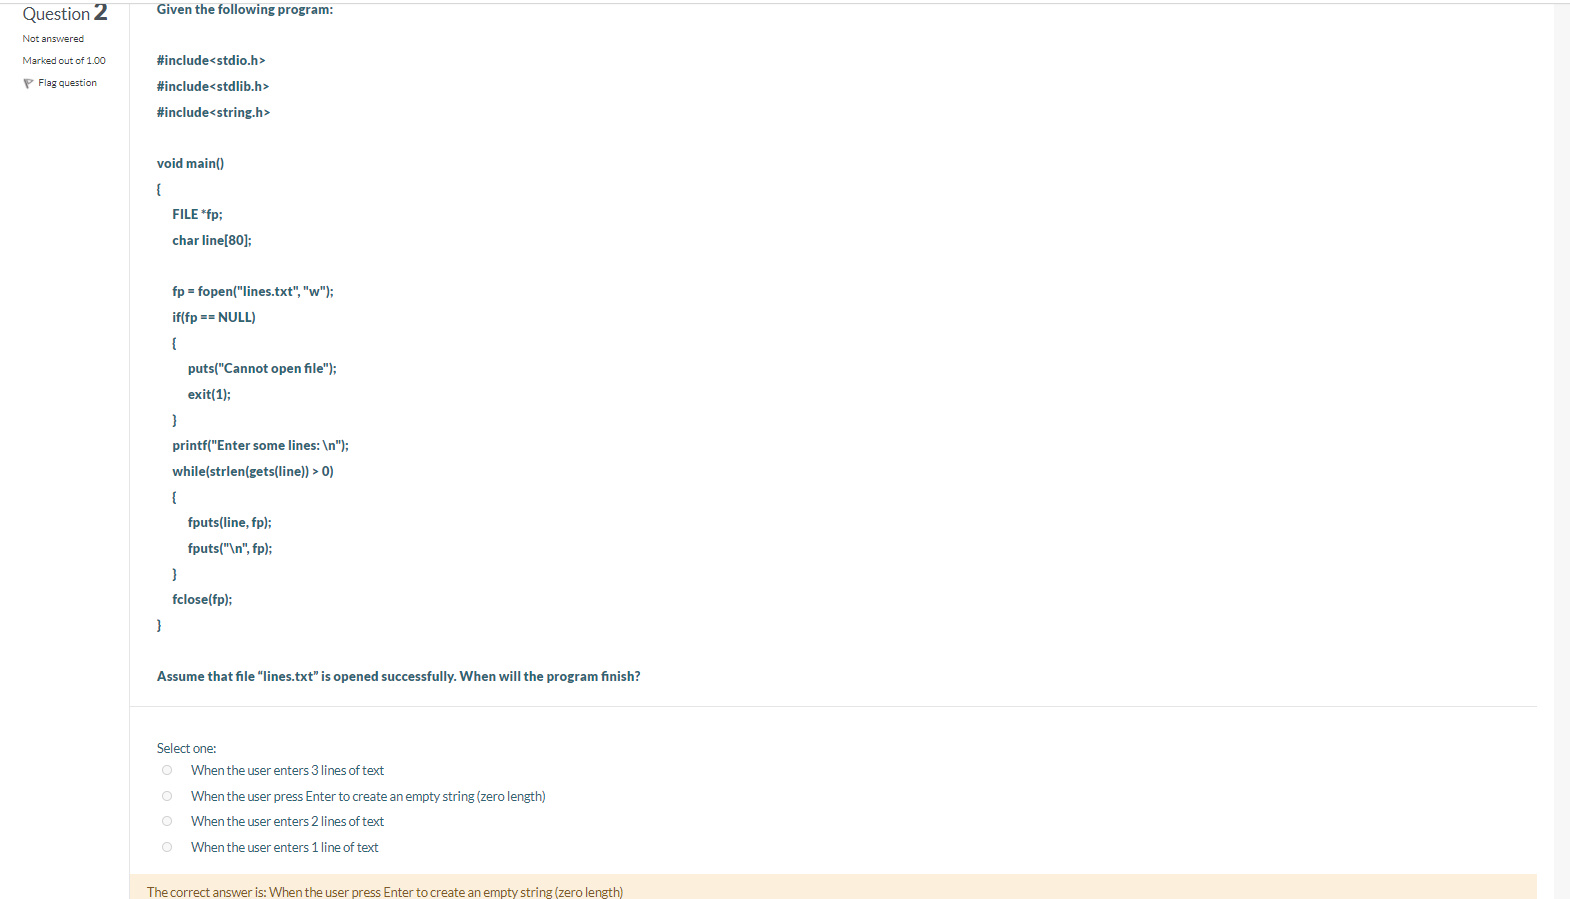 Question 2
Not answered
Marked out of 1.00
Flag question
Given the following program:
#include<stdio.h>
#include<stdlib.h>
#include<string.h>
void main()
{
FILE *fp;
char line[80];
fp = fopen("lines.txt", "w");
if(fp == NULL)
{
puts("Cannot open file");
exit(1);
}
printf("Enter some lines: \n");
while(strlen(gets(line)) > 0)
{
fputs(line, fp);
fputs("\n", fp);
}
fclose(fp);
}
Assume that file “lines.txt” is opened successfully. When will the program finish?
Select one:
When the user enters 3 lines of text
When the user press Enter to create an empty string (zero length)
When the user enters 2 lines of text
When the user enters 1 line of text
The correct answer is: When the user press Enter to create an empty string (zero length)